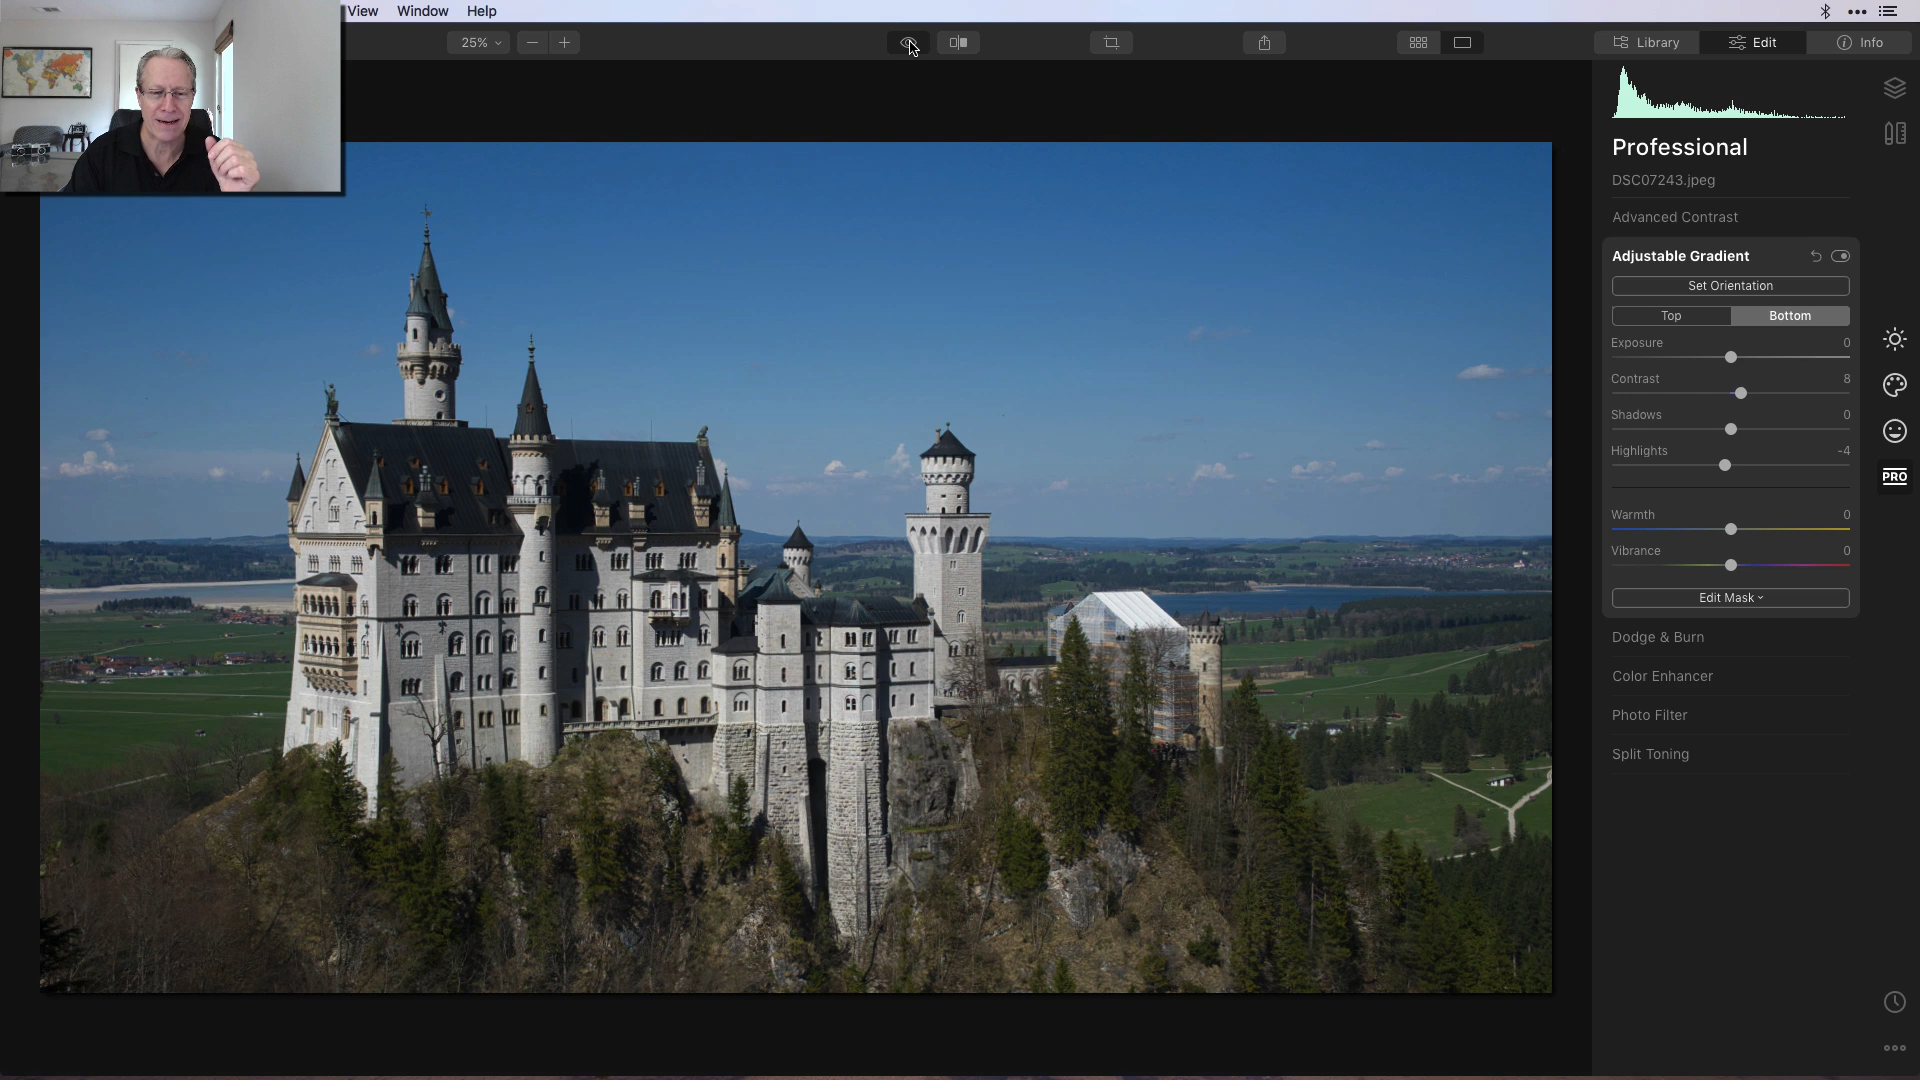 View Window Help
25%
Library Edit Info
Professional
DSC07243.jpeg
Advanced Contrast
Adjustable Gradient
Set Orientation
Top Bottom
Exposure 0
Contrast 8
Shadows 0
Highlights -4
Warmth 0
Vibrance 0
Edit Mask
PRO
Dodge & Burn
Color Enhancer
Photo Filter
Split Toning